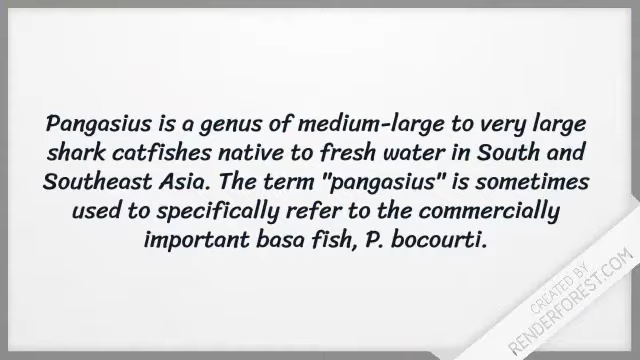 Pangasius is a genus of medium-large to very large
shark catfishes native to fresh water in South and
Southeast Asia. The term "pangasius" is sometimes
used to specifically refer to the commercially
important basa fish, P. bocourti.
CREATED BY
RENDERFOREST.COM